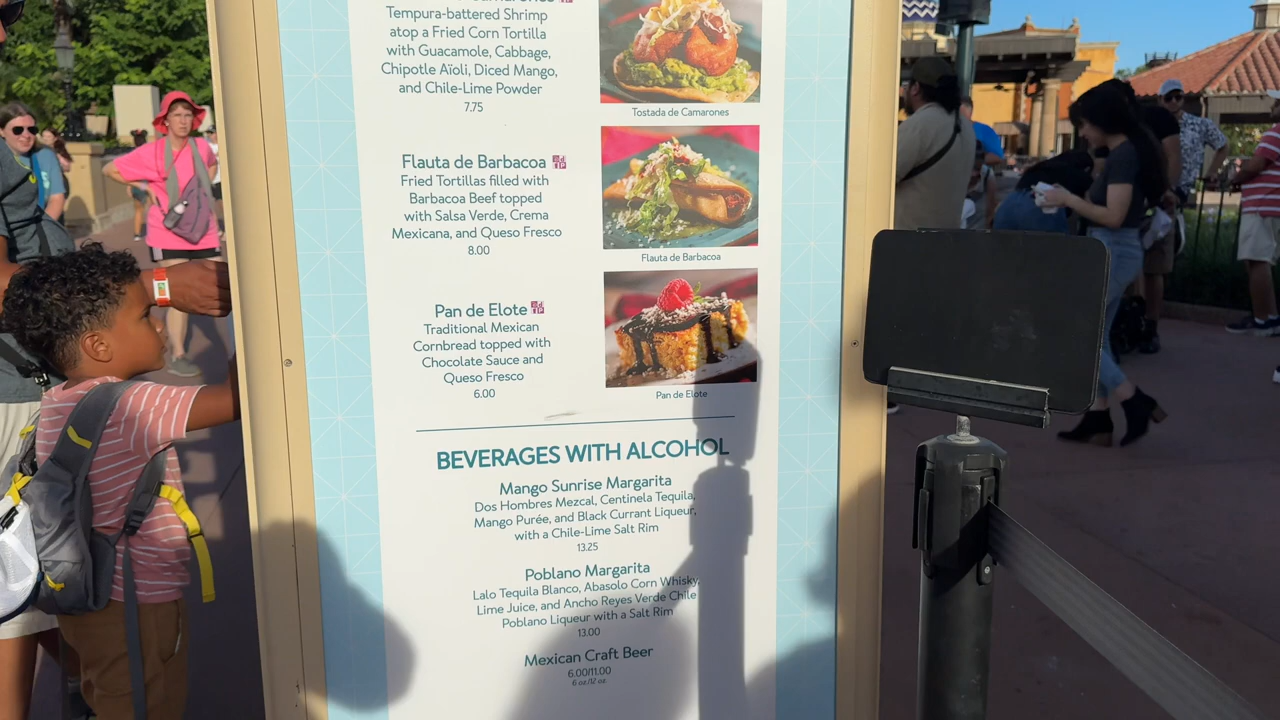 Tempura-battered Shrimp
atop a Fried Corn Tortilla
with Guacamole, Cabbage,
Chipotle Aïoli, Diced Mango,
and Chile-Lime Powder
7.75
Tostada de Camarones
Flauta de Barbacoa
Fried Tortillas filled with
Barbacoa Beef topped
with Salsa Verde, Crema
Mexicana, and Queso Fresco
8.00
Flauta de Barbacoa
Pan de Elote
Traditional Mexican
Cornbread topped with
Chocolate Sauce and
Queso Fresco
6.00
Pan de Elote
BEVERAGES WITH ALCOHOL
Mango Sunrise Margarita
Dos Hombres Mezcal, Centinela Tequila,
Mango Purée, and Black Currant Liqueur,
with a Chile-Lime Salt Rim
13.25
Poblano Margarita
Lalo Tequila Blanco, Abasolo Corn Whisky,
Lime Juice, and Ancho Reyes Verde Chile
Poblano Liqueur with a Salt Rim
13.00
Mexican Craft Beer
6.00/11.00
6 oz/12 oz